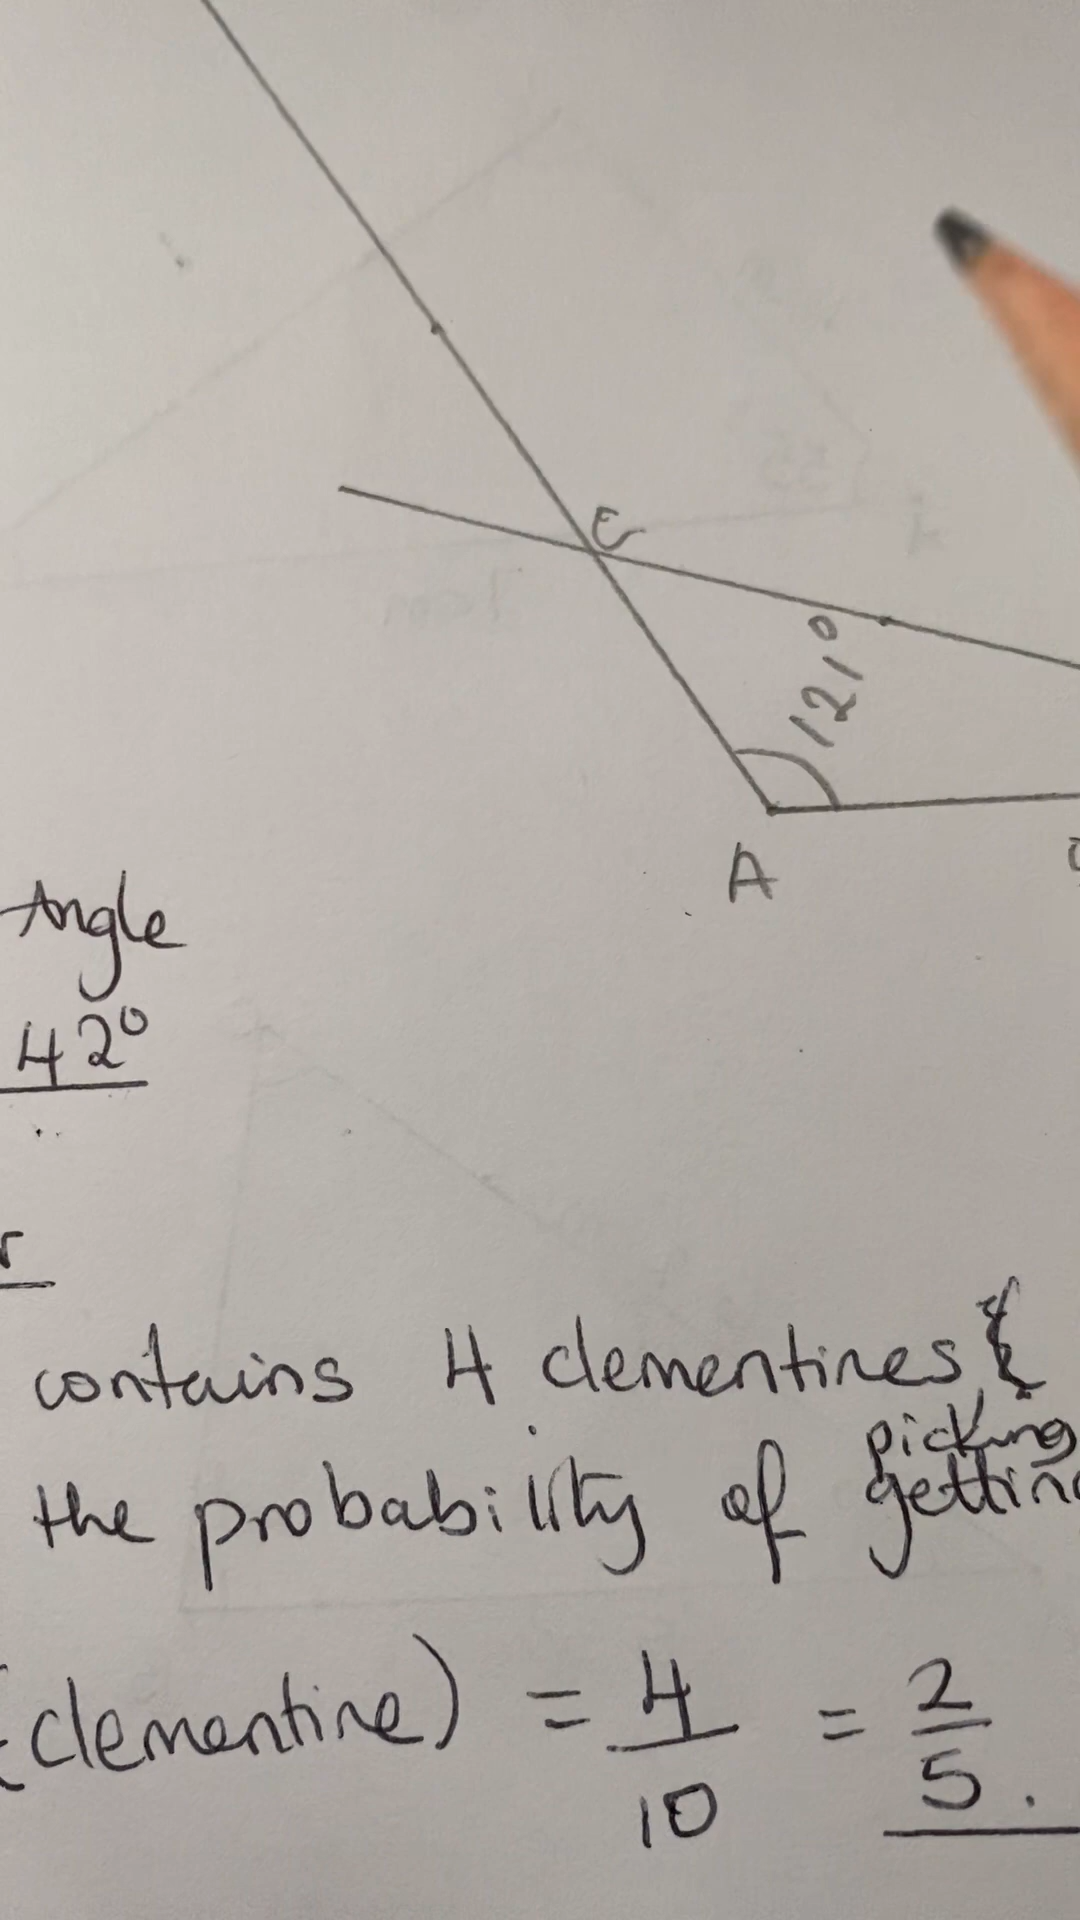 C
121°
A
Angle
42°
r
contains 4 clementines &
picking
the probability of getting
(clementine) = 4/10 = 2/5.